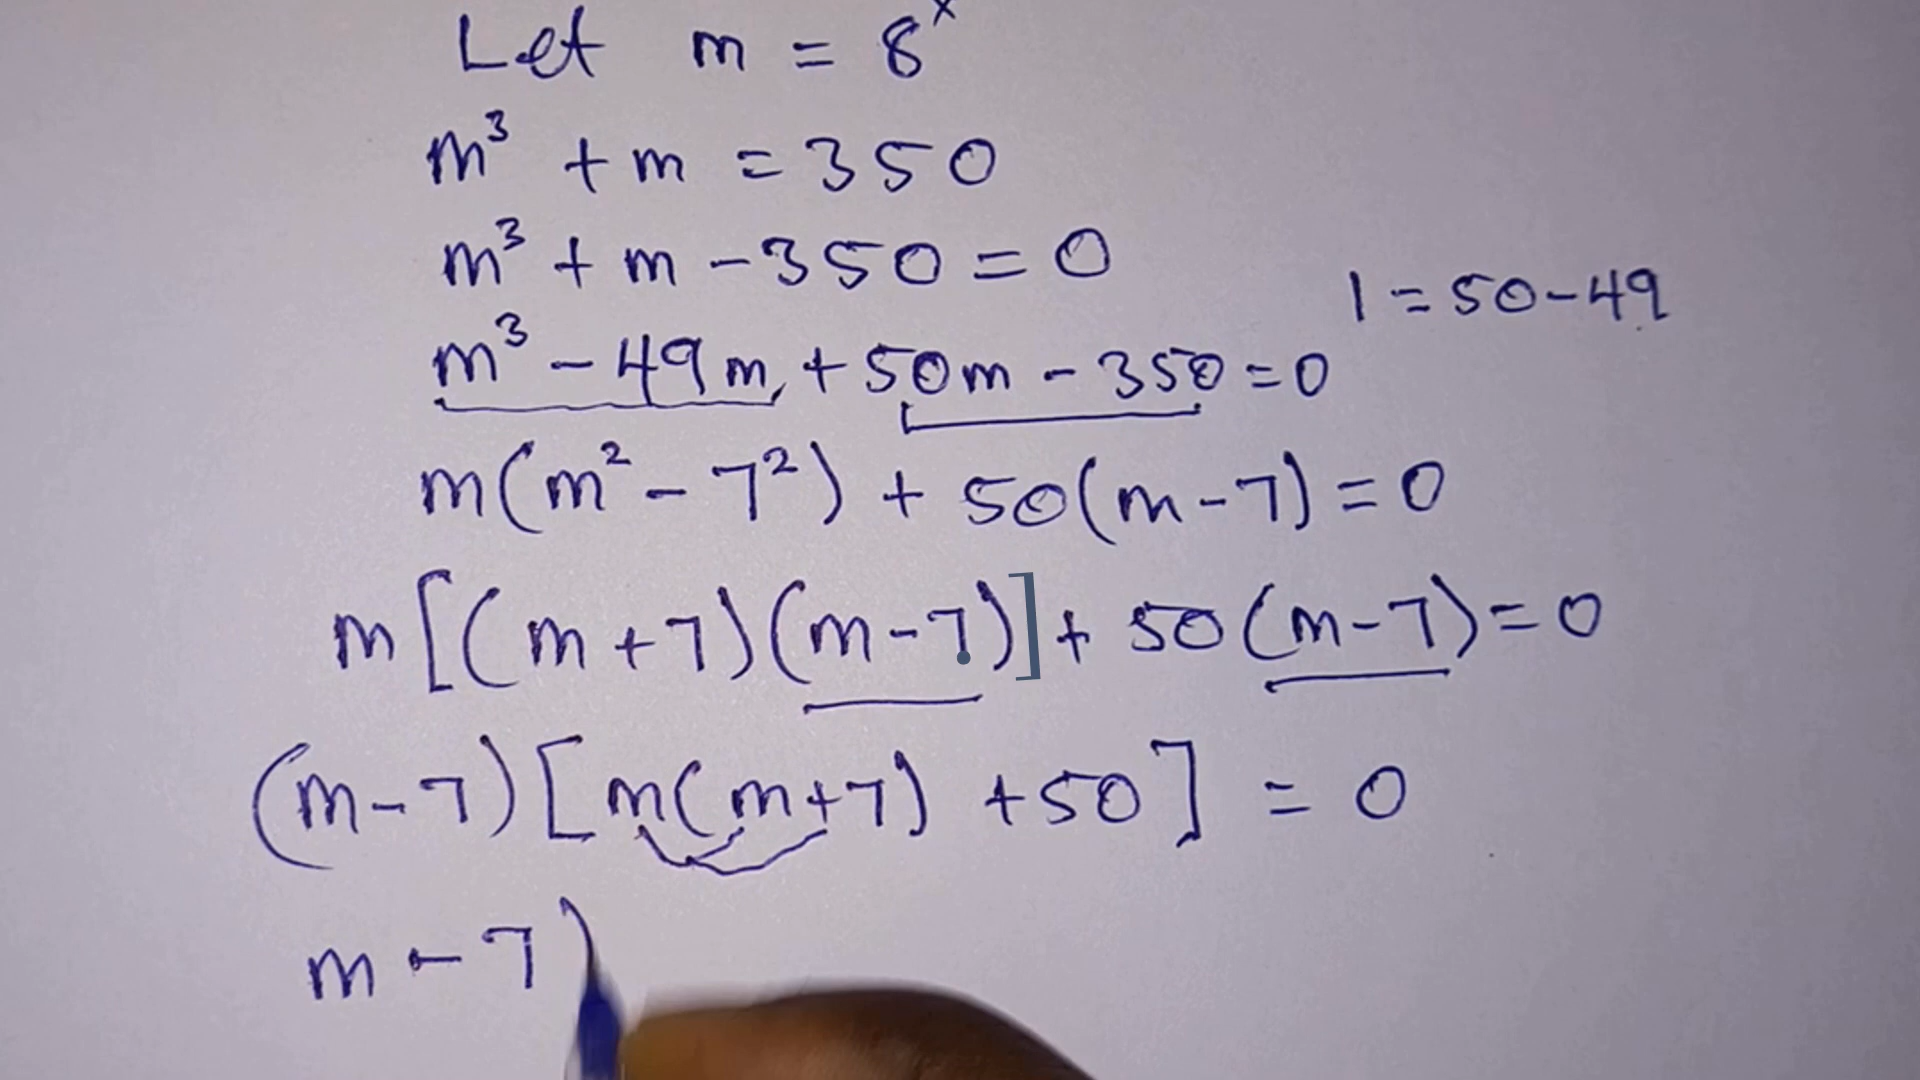 Let m = 8^x
m³ + m = 350
m³ + m - 350 = 0
1 = 50 - 49
m³ - 49m + 50m - 350 = 0
m(m² - 7²) + 50(m - 7) = 0
m[(m + 7)(m - 7)] + 50(m - 7) = 0
(m - 7)[m(m + 7) + 50] = 0
m - 7)